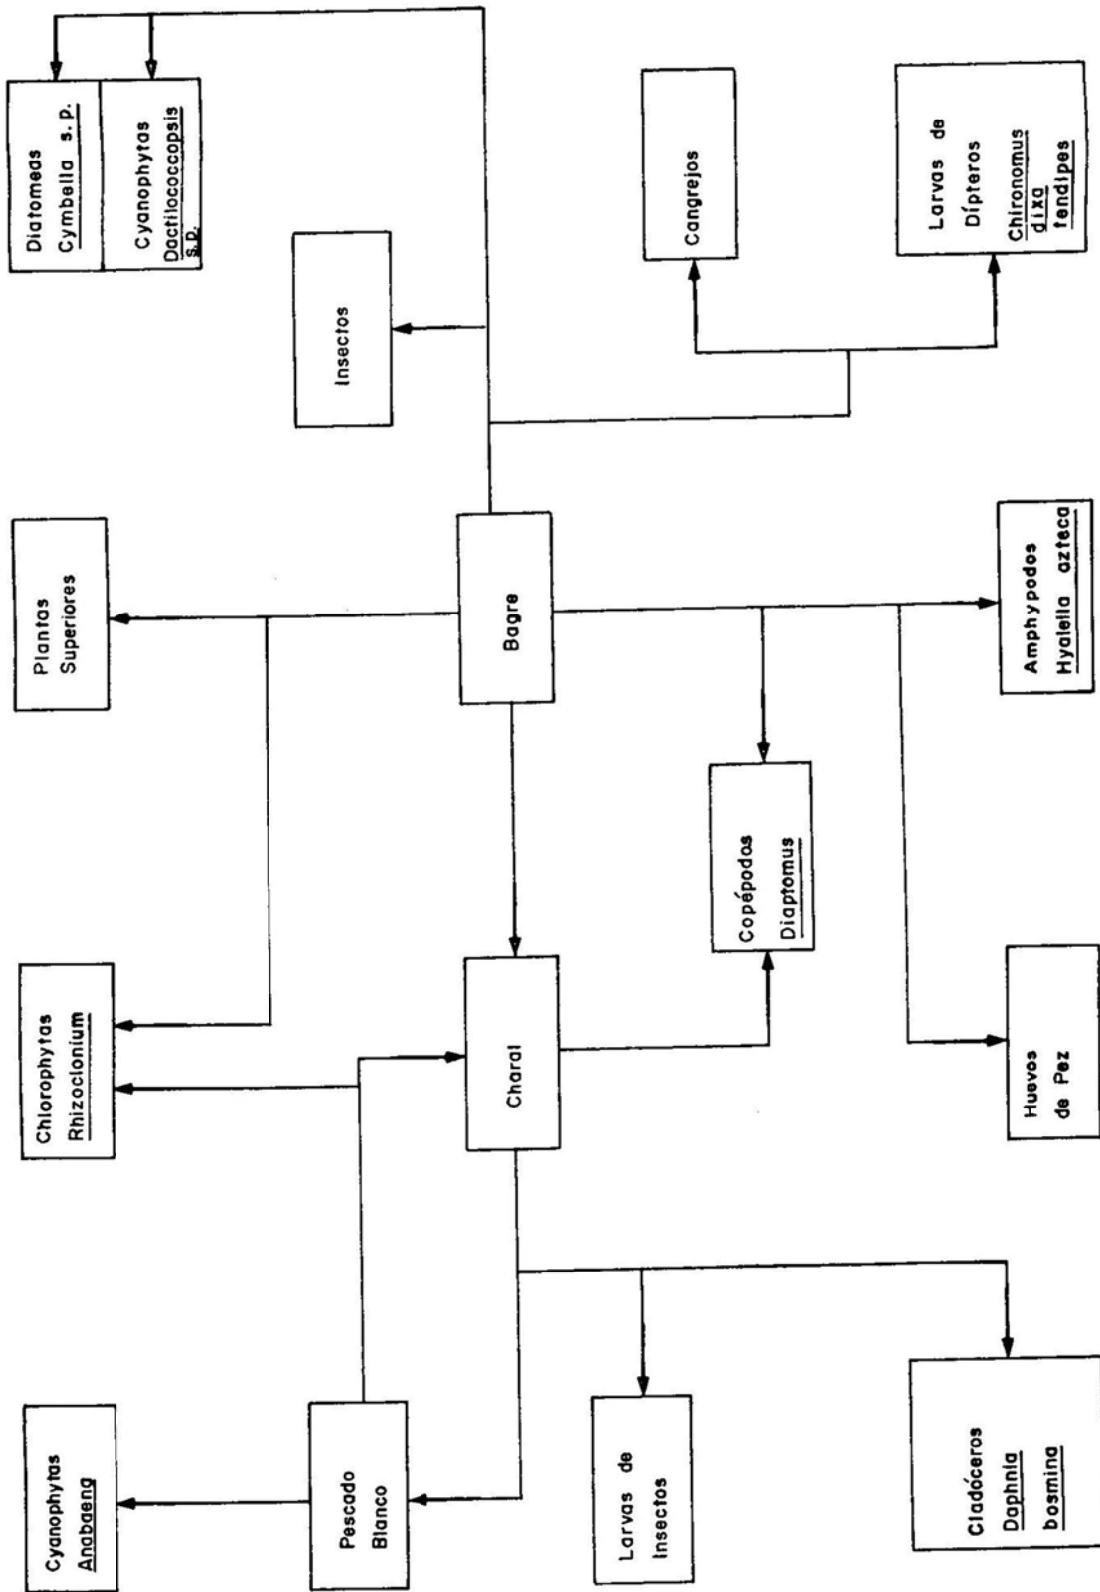 Diatomeas
Cymbella s.p.
Cyanophytas
Dactilococcopsis
s.p.
Insectos
Cangrejos
Larvas de
Dípteros
Chironomus
dixa
tendipes
Plantas
Superiores
Bagre
Amphypodos
Hyalella azteca
Chlorophytas
Rhizoclonium
Charal
Copépodos
Diaptomus
Huevos
de Pez
Cyanophytas
Anabaena
Pescado
Blanco
Larvas de
Insectos
Cladóceros
Daphnia
bosmina